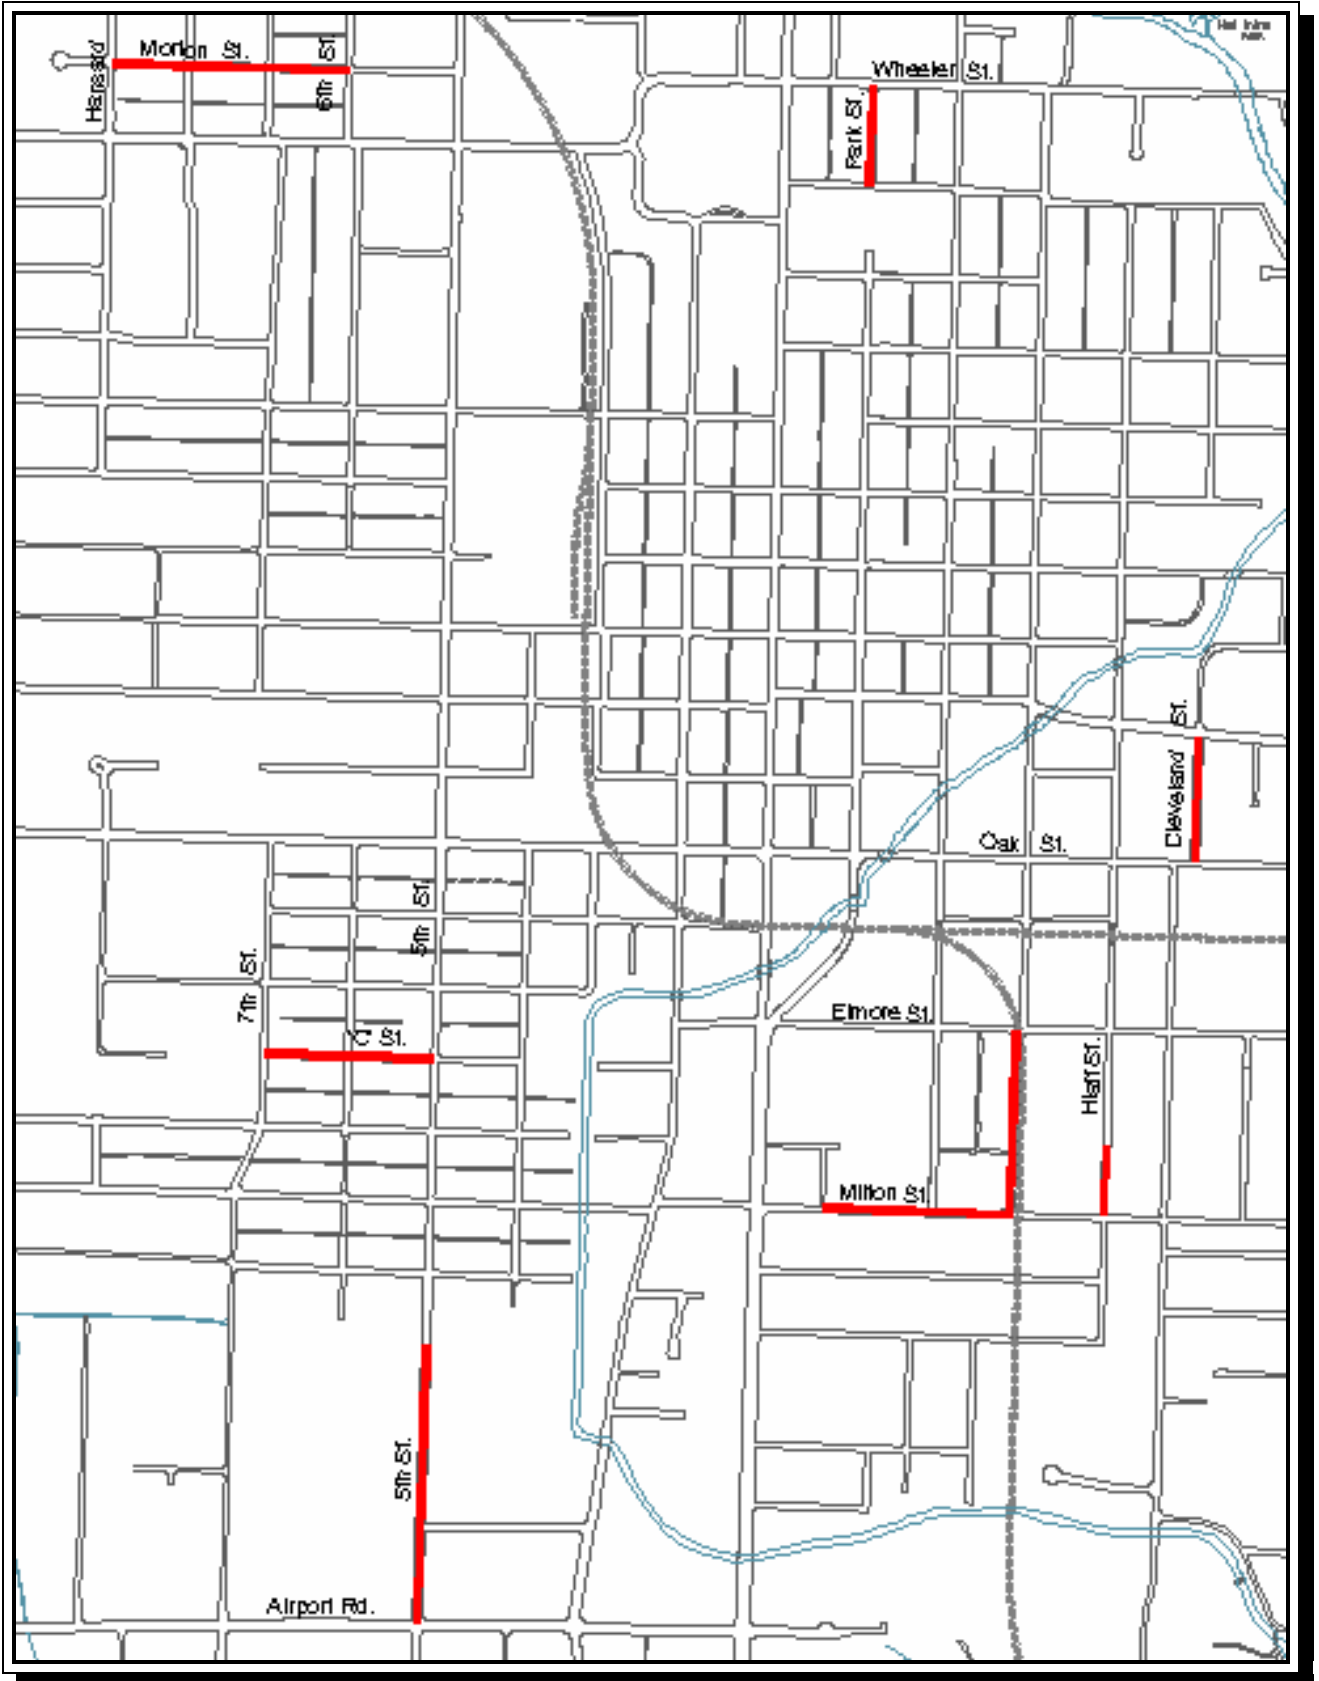 Morton St.
Hansard
6th St.
Wheeler St.
Park St.
Cleveland St.
Oak St.
5th St.
7th St.
'C' St.
Elmore St.
Hiatt St.
Milton St.
5th St.
Airport Rd.